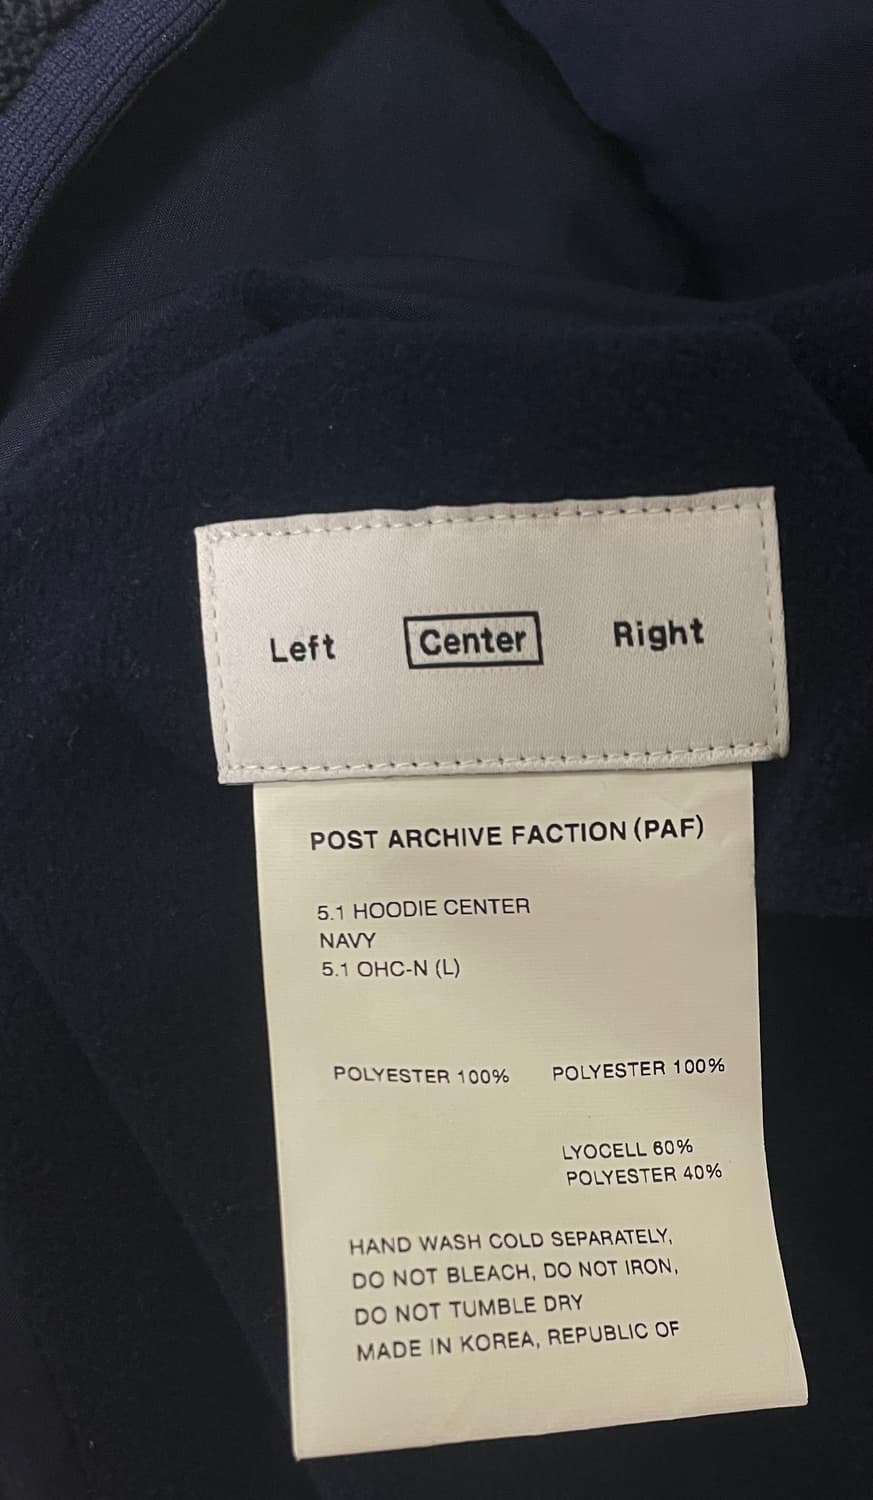 Left Center Right
POST ARCHIVE FACTION (PAF)
5.1 HOODIE CENTER
NAVY
5.1 OHC-N (L)
POLYESTER 100% POLYESTER 100%
LYOCELL 60%
POLYESTER 40%
HAND WASH COLD SEPARATELY,
DO NOT BLEACH, DO NOT IRON,
DO NOT TUMBLE DRY
MADE IN KOREA, REPUBLIC OF